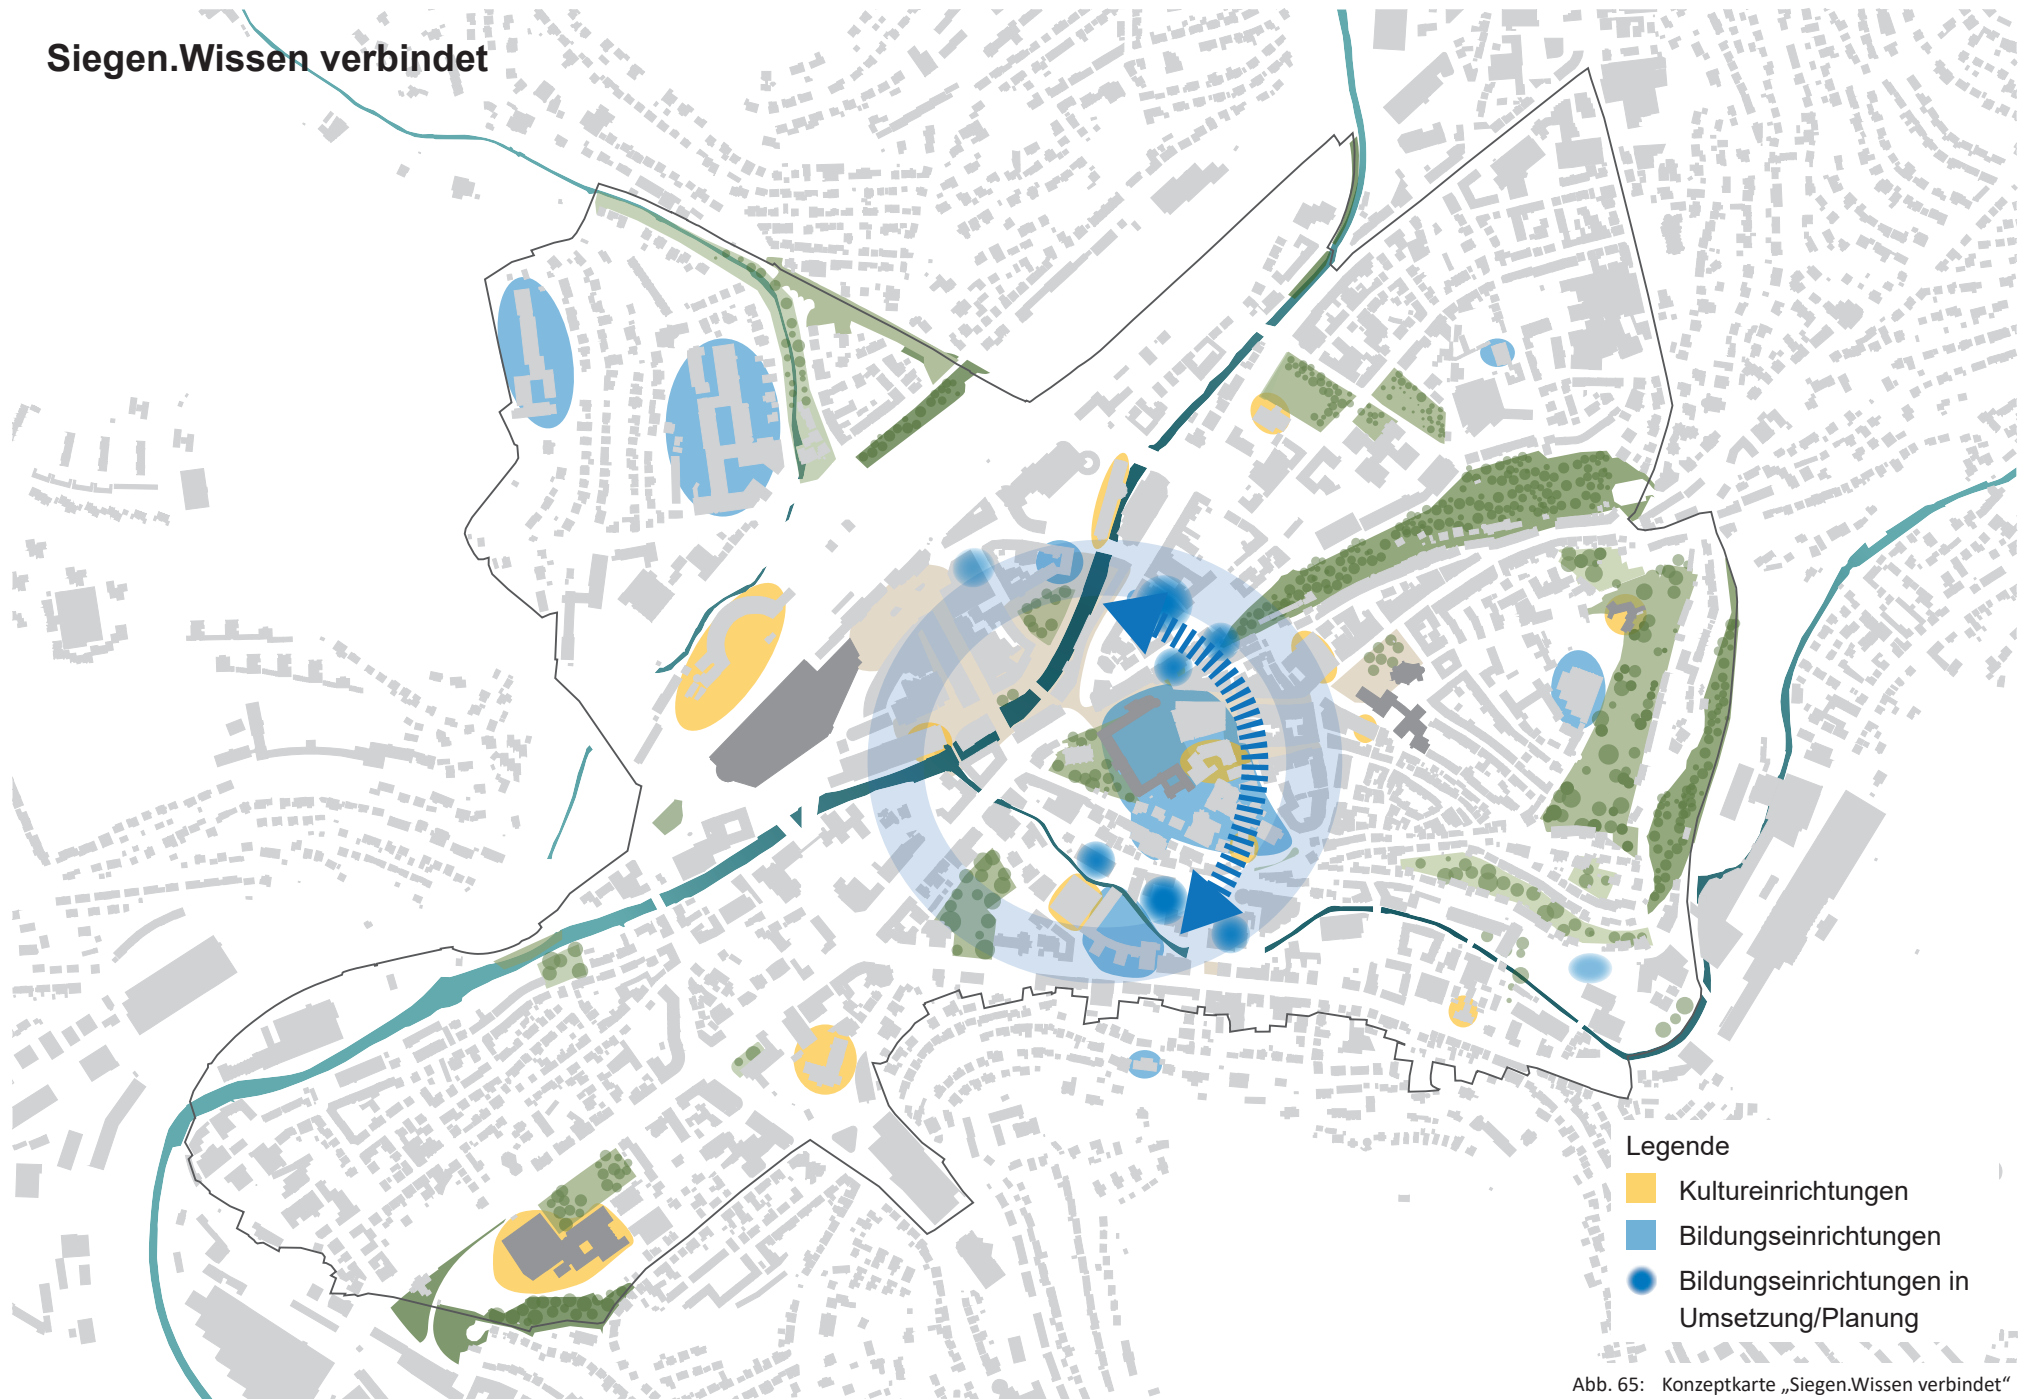 Siegen.Wissen verbindet
Legende
Kultureinrichtungen
Bildungseinrichtungen
Bildungseinrichtungen in
Umsetzung/Planung
Abb. 65: Konzeptkarte „Siegen.Wissen verbindet“